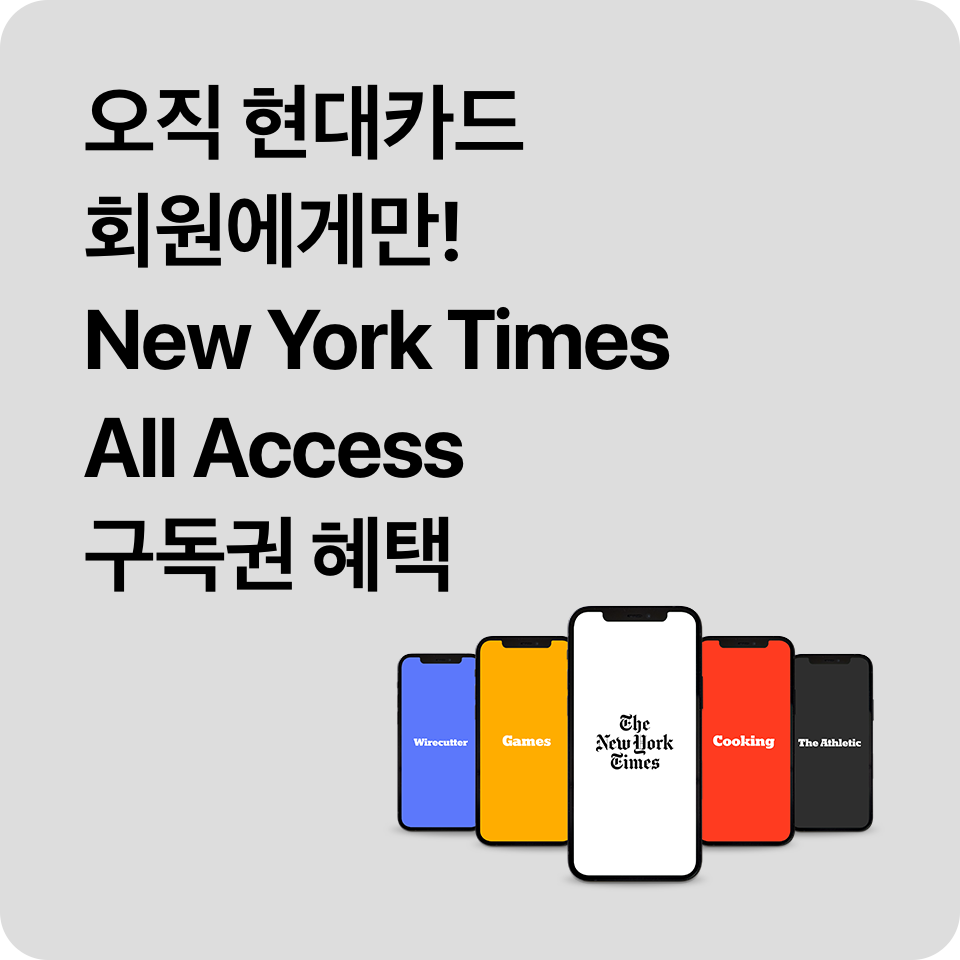 오직 현대카드
회원에게만!
New York Times
All Access
구독권 혜택
Wirecutter
Games
The
New York
Times
Cooking
The Athletic